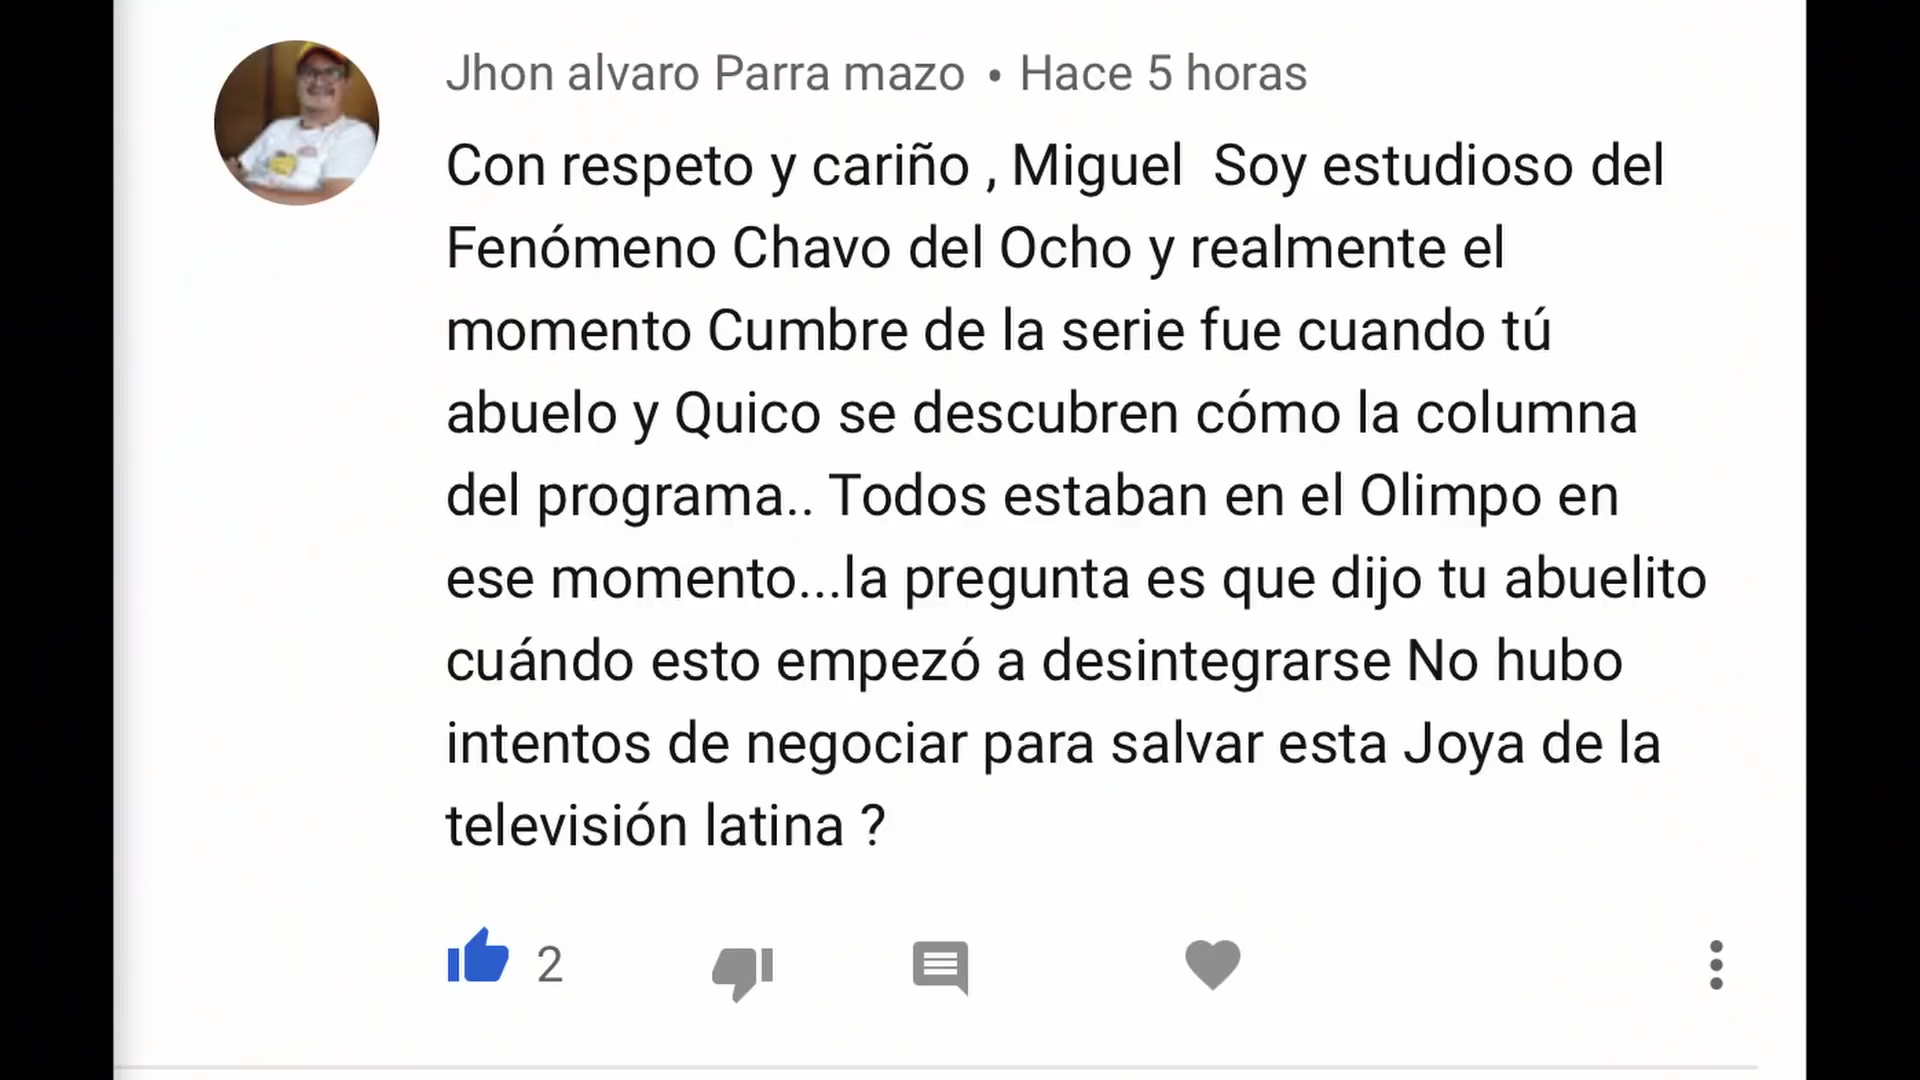 Jhon alvaro Parra mazo • Hace 5 horas
Con respeto y cariño , Miguel  Soy estudioso del
Fenómeno Chavo del Ocho y realmente el
momento Cumbre de la serie fue cuando tú
abuelo y Quico se descubren cómo la columna
del programa.. Todos estaban en el Olimpo en
ese momento...la pregunta es que dijo tu abuelito
cuándo esto empezó a desintegrarse No hubo
intentos de negociar para salvar esta Joya de la
televisión latina ?
2